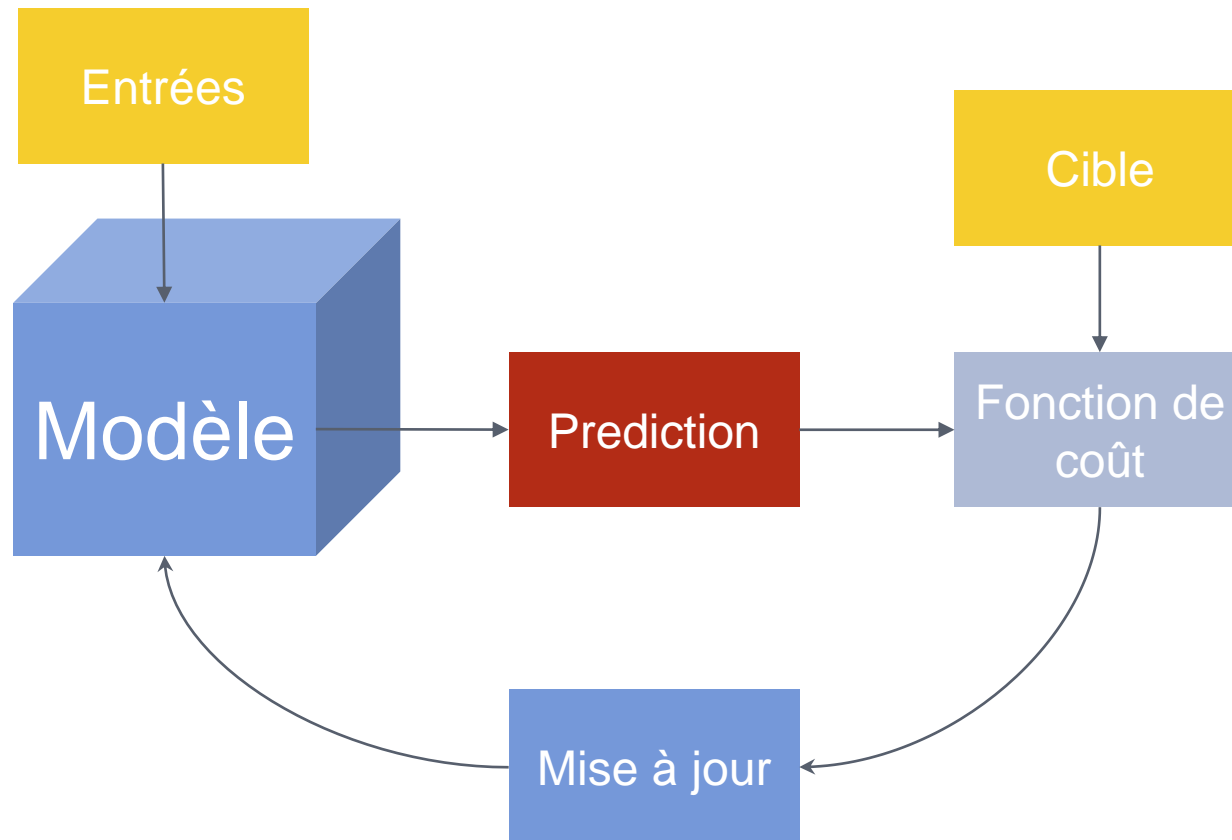 Entrées
Cible
Modèle
Prediction
Fonction de
coût
Mise à jour